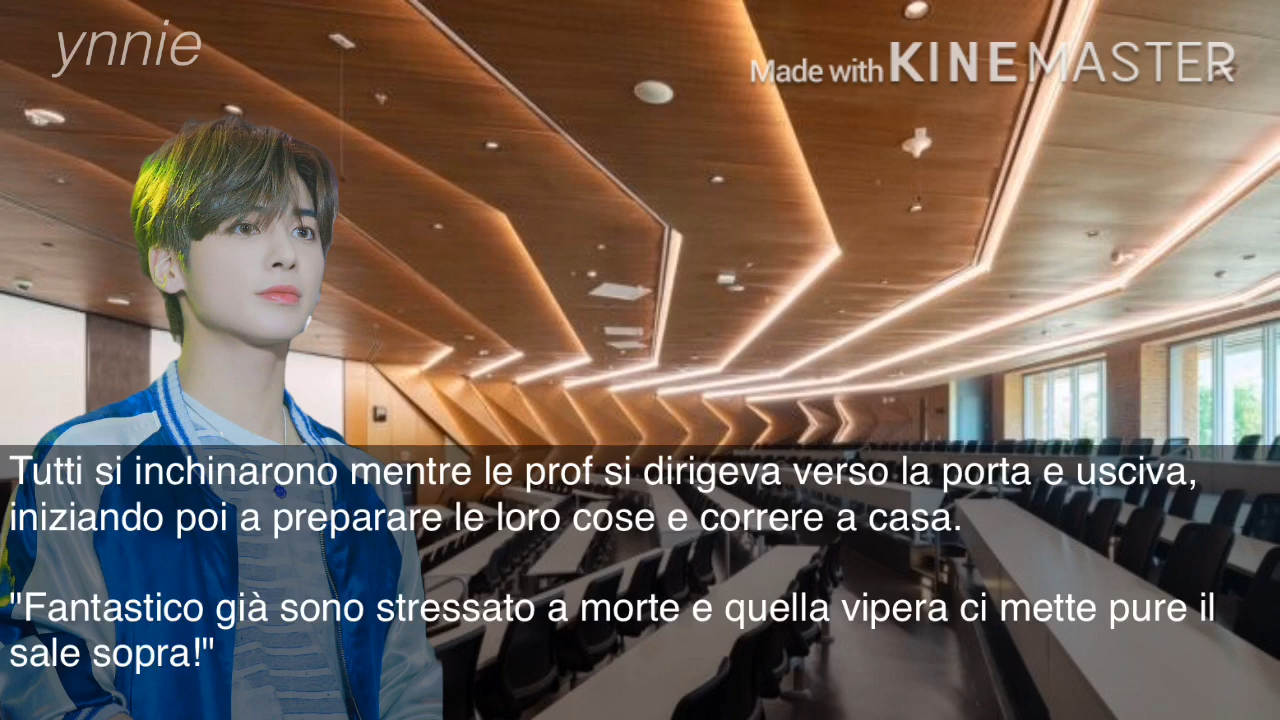 ynnie
Made with KINEMASTER
Tutti si inchinarono mentre le prof si dirigeva verso la porta e usciva,
iniziando poi a preparare le loro cose e correre a casa.
"Fantastico già sono stressato a morte e quella vipera ci mette pure il
sale sopra!"